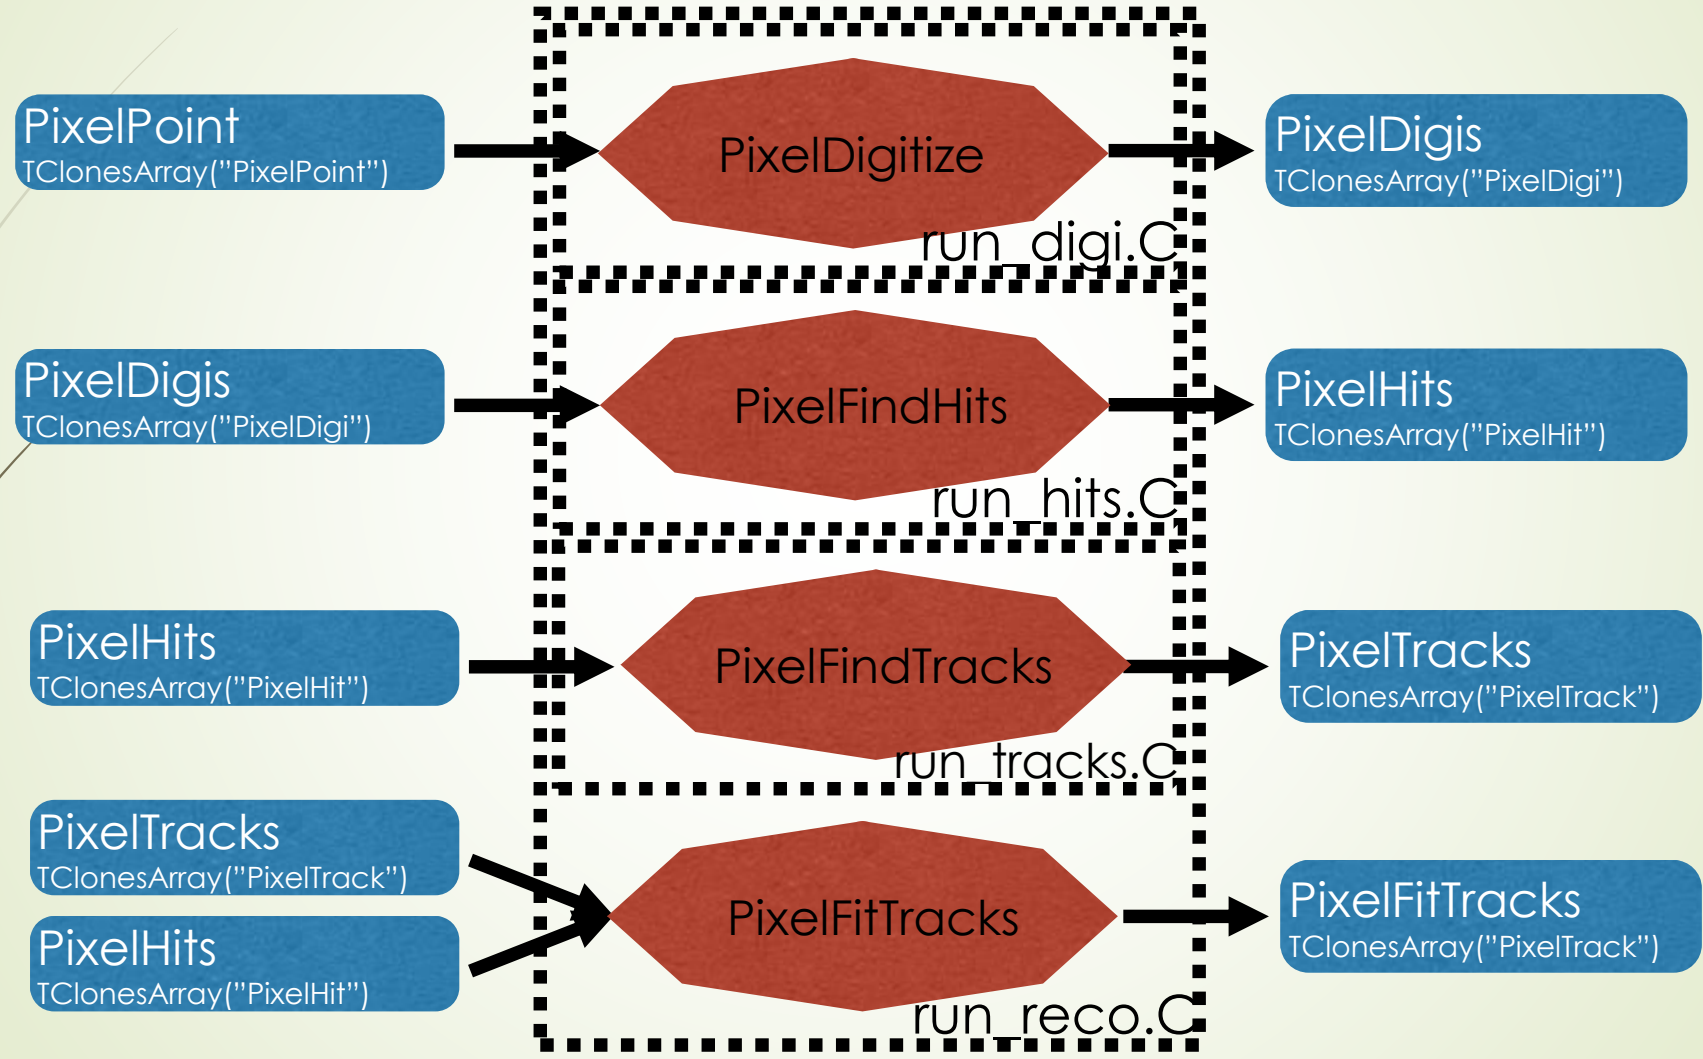 PixelPoint
TClonesArray("PixelPoint")
PixelDigitize
PixelDigis
TClonesArray("PixelDigi")
run_digi.C
PixelDigis
TClonesArray("PixelDigi")
PixelFindHits
PixelHits
TClonesArray("PixelHit")
run_hits.C
PixelHits
TClonesArray("PixelHit")
PixelFindTracks
PixelTracks
TClonesArray("PixelTrack")
run_tracks.C
PixelTracks
TClonesArray("PixelTrack")
PixelHits
TClonesArray("PixelHit")
PixelFitTracks
PixelFitTracks
TClonesArray("PixelTrack")
run_reco.C